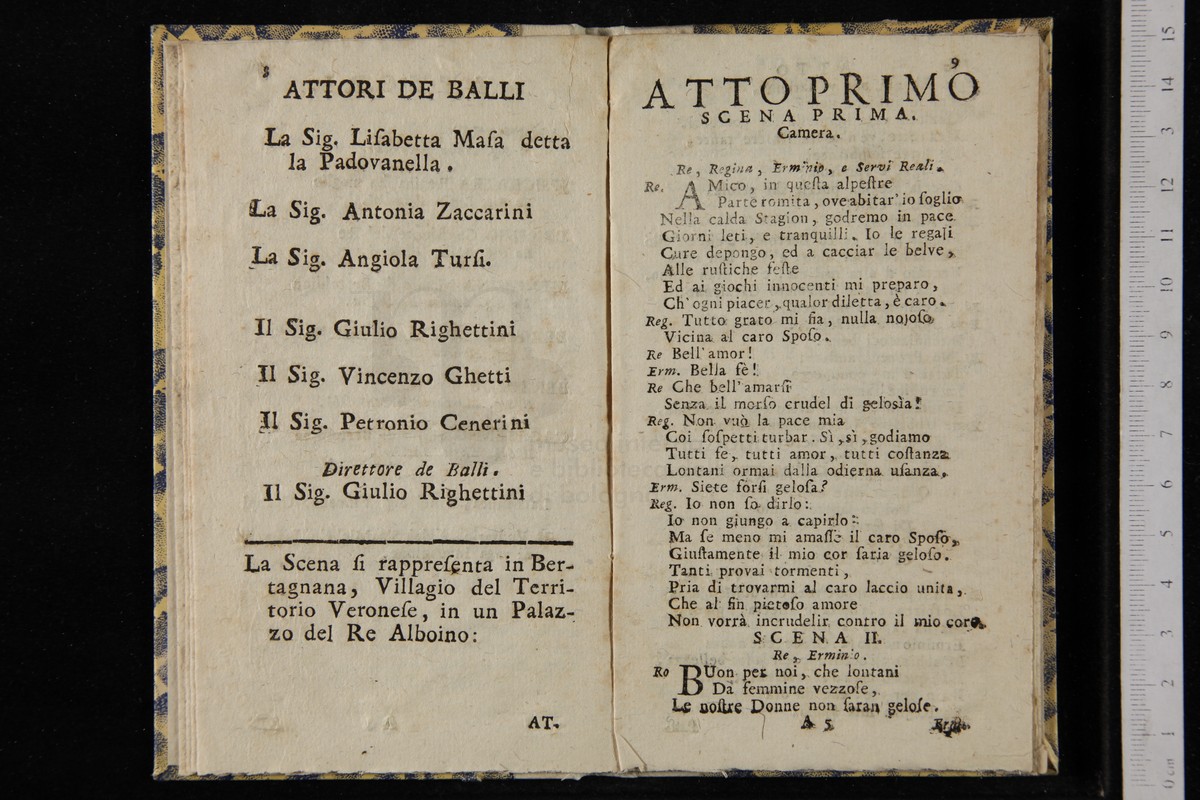 8
ATTORI DE BALLI
La Sig. Liſabetta Maſa detta
la Padovanella.
La Sig. Antonia Zaccarini
La Sig. Angiola Turſi.
Il Sig. Giulio Righettini
Il Sig. Vincenzo Ghetti
Il Sig. Petronio Cenerini
Direttore de Balli.
Il Sig. Giulio Righettini
La Scena ſi rappreſenta in Ber-
tagnana, Villagio del Terri-
torio Veroneſe, in un Palaz-
zo del Re Alboino:
AT.
9
ATTO PRIMO
SCENA PRIMA.
Camera.
Re, Regina, Erminio, e Servi Reali.
Re. AMico, in queſta alpeſtre
Parte romita, ove abitar' io ſoglio
Nella calda Stagion, godremo in pace
Giorni leti, e tranquilli. Io le regali
Cure depongo, ed a cacciar le belve,
Alle ruſtiche feſte
Ed ai giochi innocenti mi preparo,
Ch' ogni piacer, qualor diletta, è caro.
Reg. Tutto grato mi ſia, nulla nojoſo
Vicina al caro Spoſo.
Re Bell' amor!
Erm. Bella fè!
Re Che bell' amarſi
Senza il morſo crudel di gelosìa!
Reg. Non vuò la pace mia
Coi ſoſpetti turbar. Sì, sì, godiamo
Tutti fe, tutti amor, tutti coſtanza
Lontani ormai dalla odierna uſanza.
Erm. Siete forſi geloſa?
Reg. Io non ſo dirlo:
Io non giungo a capirlo:
Ma ſe meno mi amaſſe il caro Spoſo,
Giuſtamente il mio cor ſaria geloſo.
Tanti provai tormenti,
Pria di trovarmi al caro laccio unita,
Che al fin pietoſo amore
Non vorrà incrudelir contro il mio core.
SCENA II.
Re, Erminio.
Re BUon per noi, che lontani
Da femmine vezzoſe,
Le noſtre Donne non ſaran geloſe.
A 5